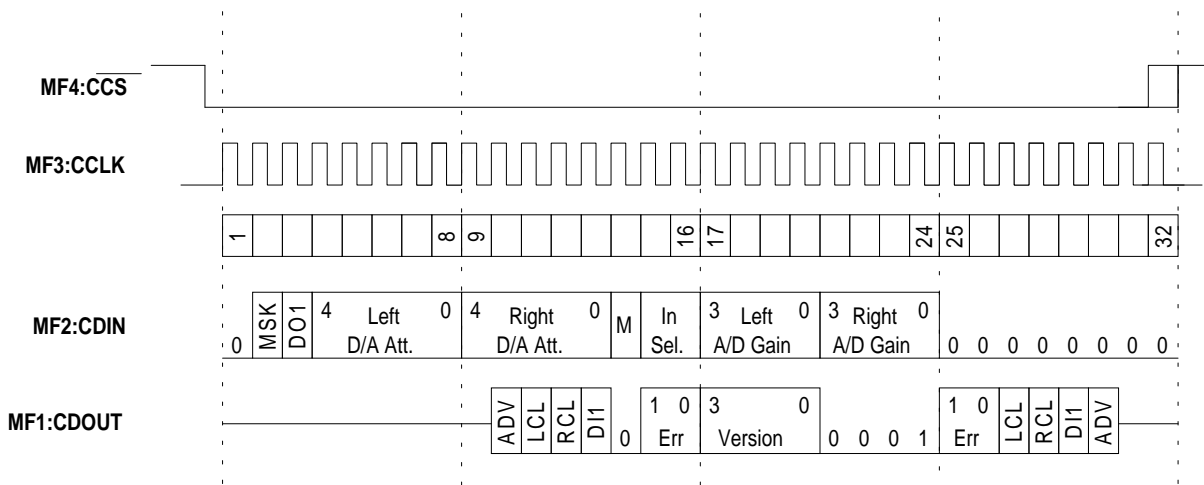 MF4:CCS
MF3:CCLK
1 8 9 16 17 24 25 32
MF2:CDIN
0 MSK DO1 4 Left 0 D/A Att. 4 Right 0 D/A Att. M In Sel. 3 Left A/D Gain 3 Right 0 A/D Gain 0 0 0 0 0 0 0 0
MF1:CDOUT
ADV LCL RCL DI1 0 1 0 Err 3 0 Version 0 0 0 1 1 0 Err LCL RCL DI1 ADV